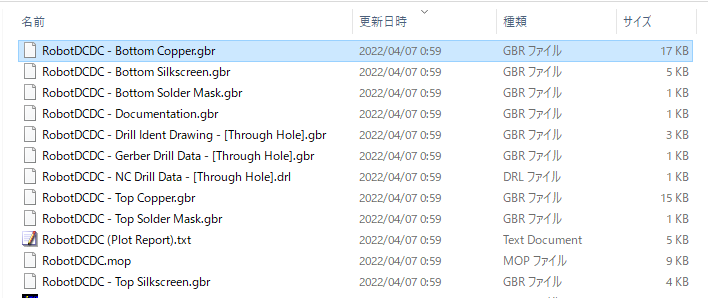 名前 更新日時 種類 サイズ
RobotDCDC - Bottom Copper.gbr 2022/04/07 0:59 GBR ファイル 17 KB
RobotDCDC - Bottom Silkscreen.gbr 2022/04/07 0:59 GBR ファイル 5 KB
RobotDCDC - Bottom Solder Mask.gbr 2022/04/07 0:59 GBR ファイル 1 KB
RobotDCDC - Documentation.gbr 2022/04/07 0:59 GBR ファイル 1 KB
RobotDCDC - Drill Ident Drawing - [Through Hole].gbr 2022/04/07 0:59 GBR ファイル 3 KB
RobotDCDC - Gerber Drill Data - [Through Hole].gbr 2022/04/07 0:59 GBR ファイル 1 KB
RobotDCDC - NC Drill Data - [Through Hole].drl 2022/04/07 0:59 DRL ファイル 1 KB
RobotDCDC - Top Copper.gbr 2022/04/07 0:59 GBR ファイル 15 KB
RobotDCDC - Top Solder Mask.gbr 2022/04/07 0:59 GBR ファイル 1 KB
RobotDCDC (Plot Report).txt 2022/04/07 0:59 Text Document 5 KB
RobotDCDC.mop 2022/04/07 0:59 MOP ファイル 9 KB
RobotDCDC - Top Silkscreen.gbr 2022/04/07 0:59 GBR ファイル 4 KB